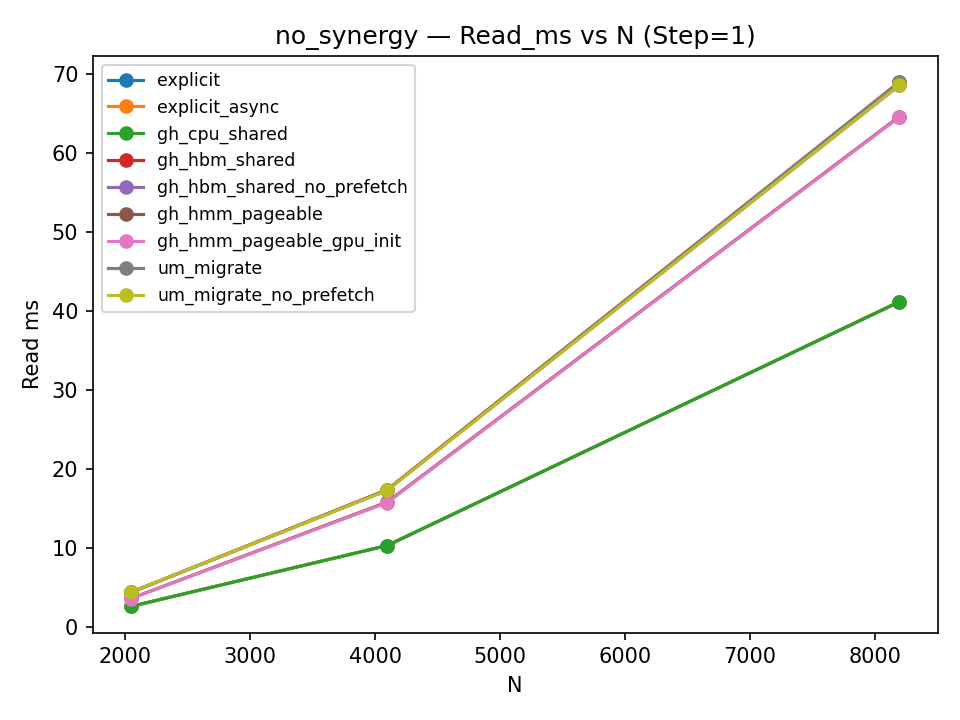 no_synergy — Read_ms vs N (Step=1)
explicit
explicit_async
gh_cpu_shared
gh_hbm_shared
gh_hbm_shared_no_prefetch
gh_hmm_pageable
gh_hmm_pageable_gpu_init
um_migrate
um_migrate_no_prefetch
Read ms
70
60
50
40
30
20
10
0
2000 3000 4000 5000 6000 7000 8000
N